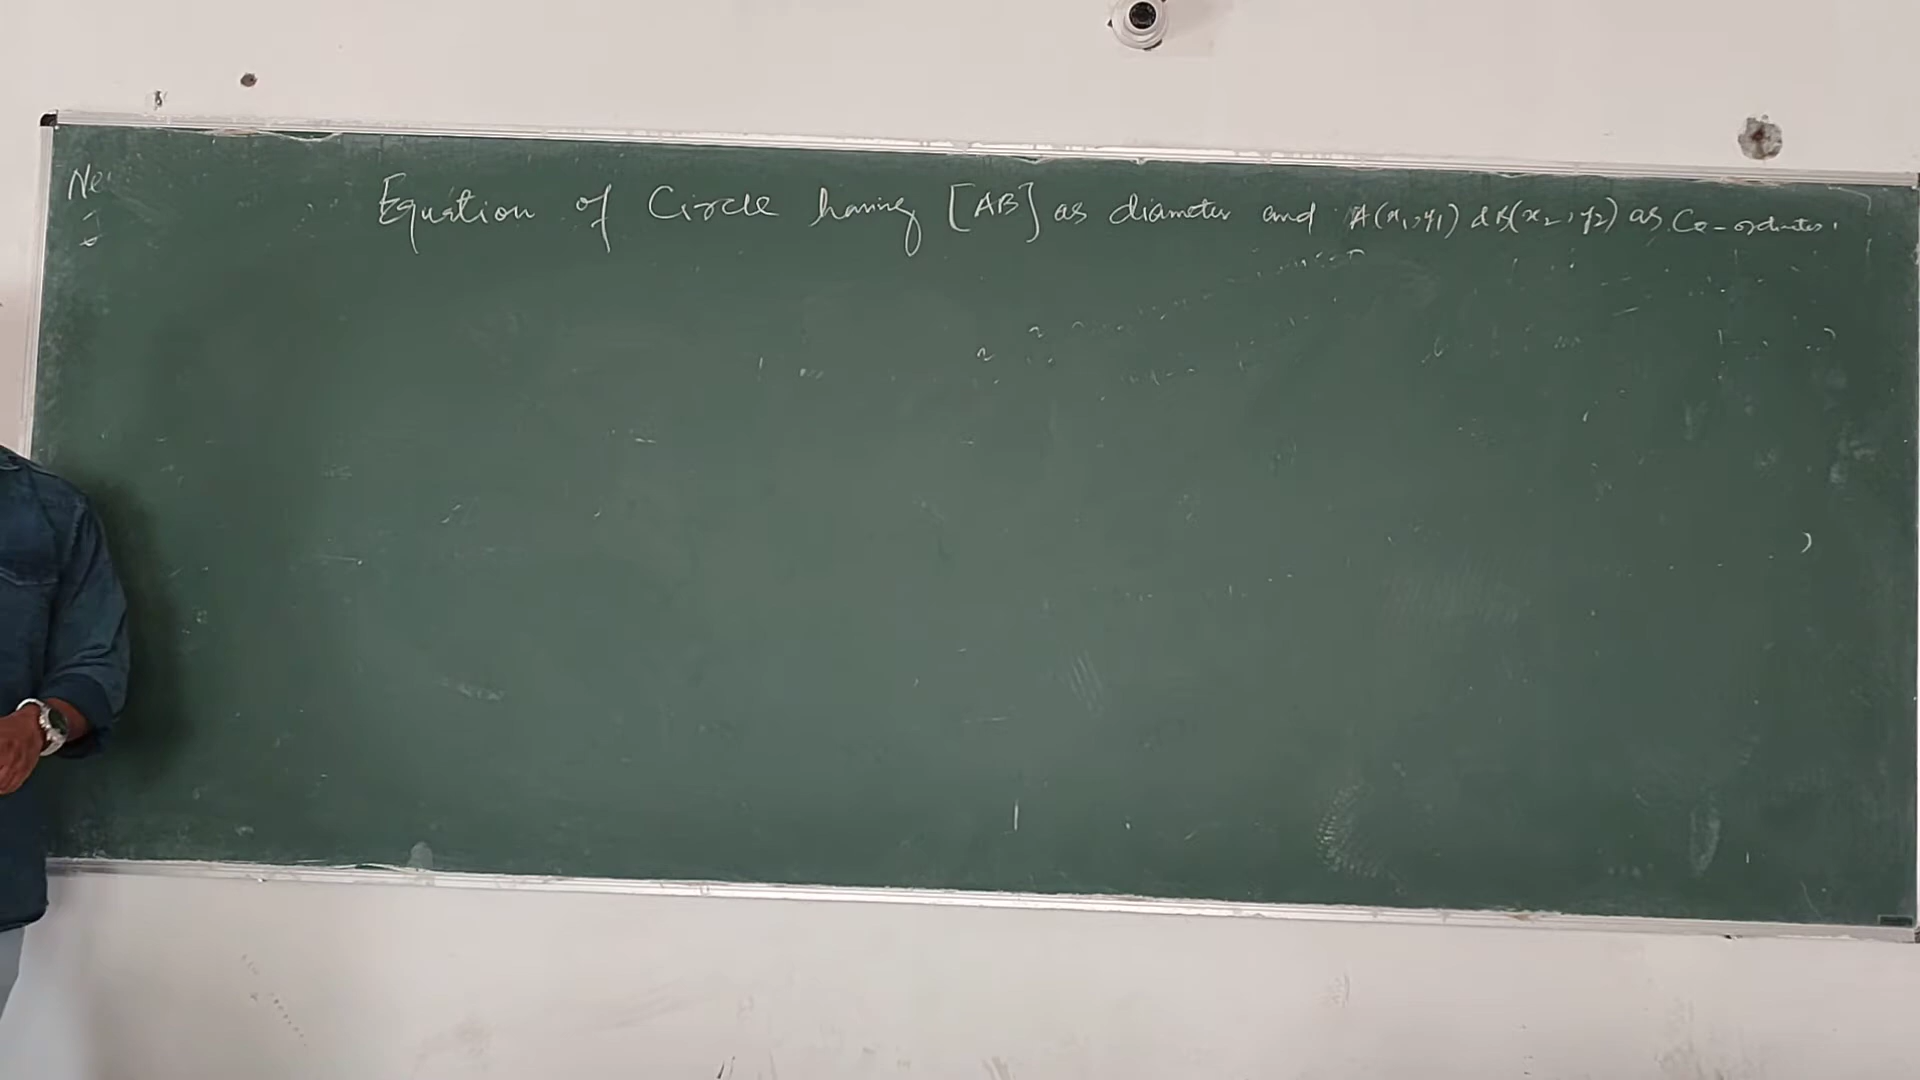 Equation of Circle having [AB] as diameter and A(x₁,y₁) & B(x₂,y₂) as Co-ordinates.